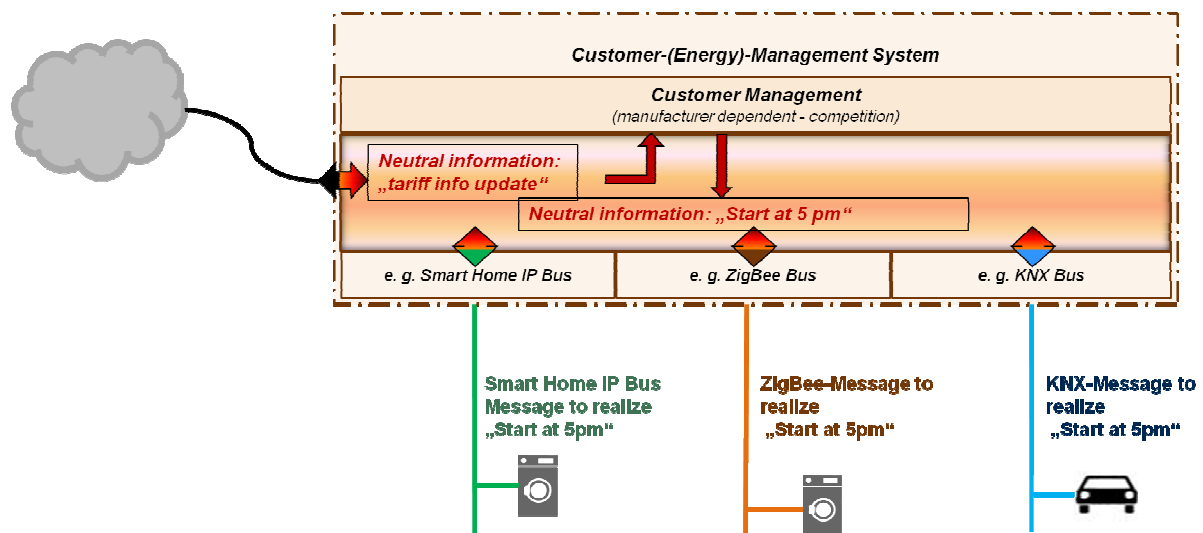 Customer-(Energy)-Management System
Customer Management
(manufacturer dependent - competition)
Neutral information:
„tariff info update“
Neutral information: „Start at 5 pm“
e. g. Smart Home IP Bus
e. g. ZigBee Bus
e. g. KNX Bus
Smart Home IP Bus
Message to realize
„Start at 5pm“
ZigBee-Message to
realize
„Start at 5pm“
KNX-Message to
realize
„Start at 5pm“